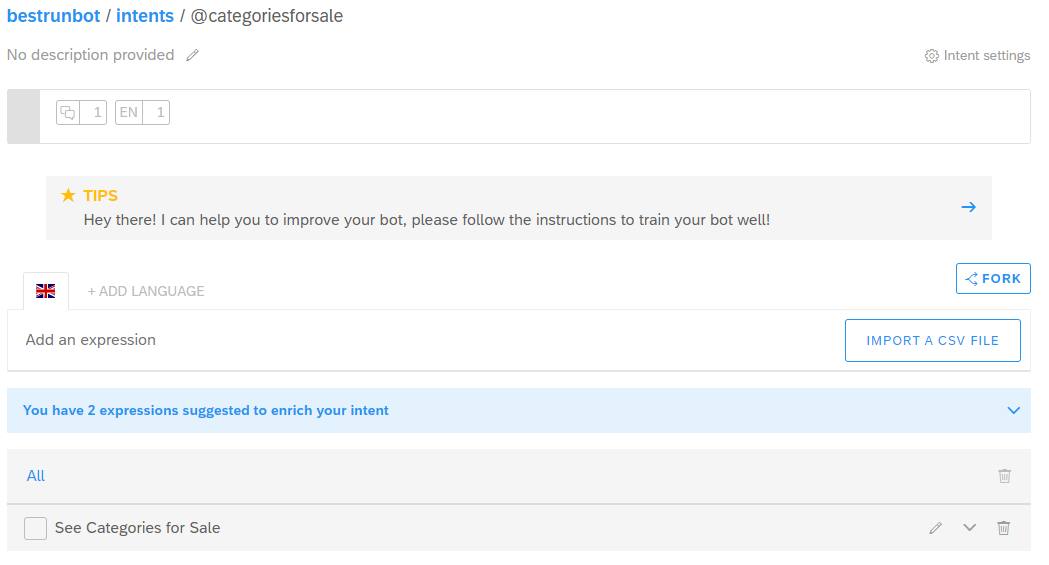 bestrunbot / intents / @categoriesforsale
No description provided
Intent settings
1 EN 1
TIPS
Hey there! I can help you to improve your bot, please follow the instructions to train your bot well!
+ ADD LANGUAGE
FORK
Add an expression
IMPORT A CSV FILE
You have 2 expressions suggested to enrich your intent
All
See Categories for Sale